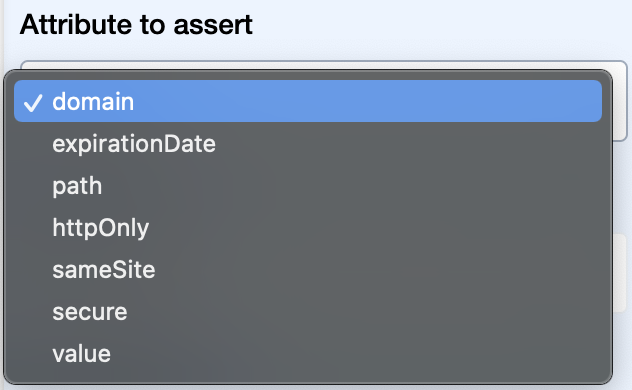 Attribute to assert
✓ domain
expirationDate
path
httpOnly
sameSite
secure
value